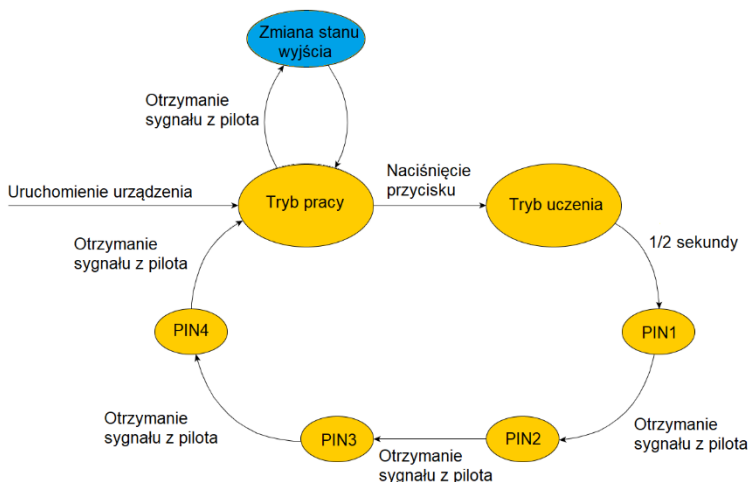 Zmiana stanu
wyjścia
Otrzymanie
sygnału z pilota
Naciśnięcie
przycisku
Uruchomienie urządzenia
Tryb pracy
Tryb uczenia
Otrzymanie
sygnału z pilota
1/2 sekundy
PIN4
PIN1
Otrzymanie
sygnału z pilota
PIN3
PIN2
Otrzymanie
sygnału z pilota
Otrzymanie
sygnału z pilota